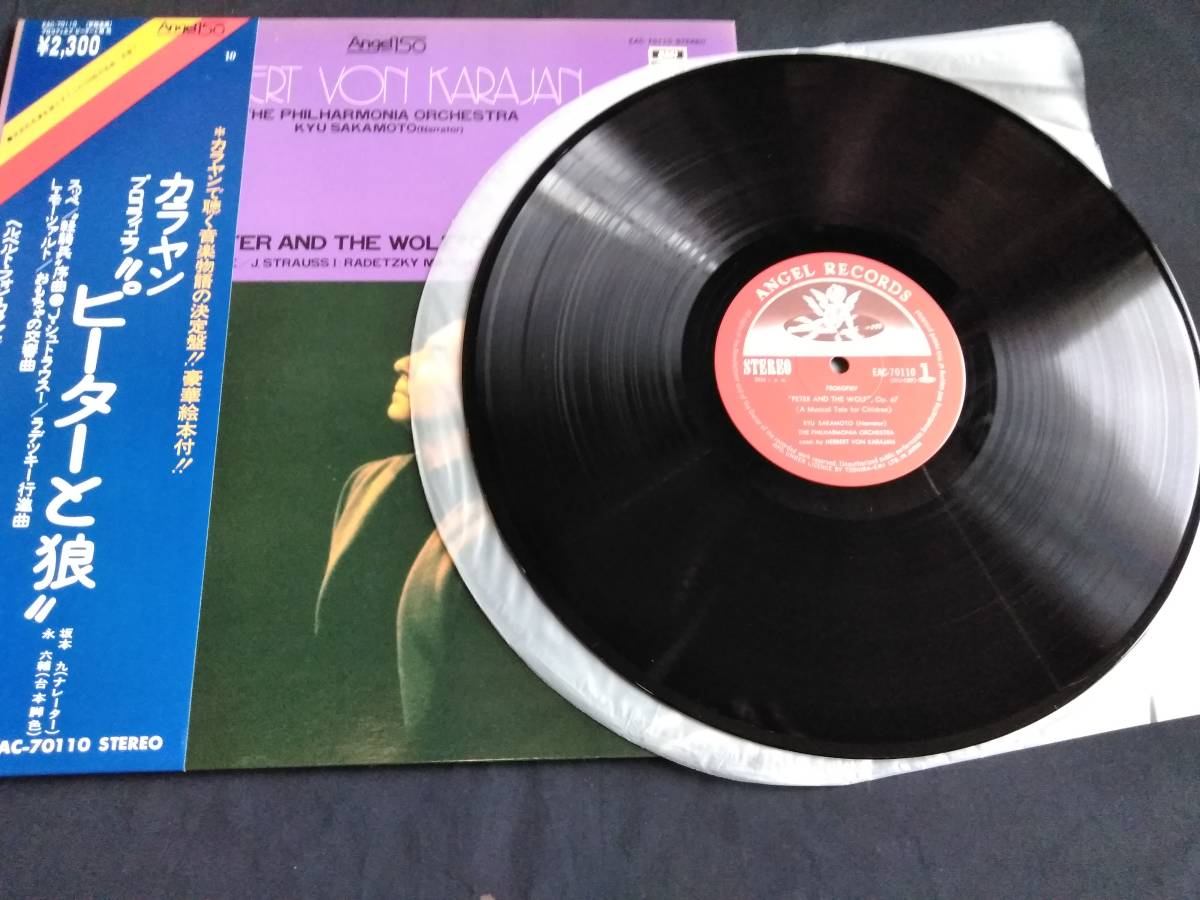 ¥2,300
Angel 150
10
*カラヤンで聴く音楽物語の決定盤!! 豪華絵本付!!
カラヤン
プロコフィエフ
"ピーターと狼"
スッペ/「軽騎兵」序曲●J・シュトラウスⅠ/ラデツキー行進曲
L・モーツァルト/おもちゃの交響曲
坂本 九(ナレーター)
永 六輔(台本脚色)
AC-70110 STEREO
Angel 150
EAC-70110 STEREO
ERT VON KARAJAN
THE PHILHARMONIA ORCHESTRA
KYU SAKAMOTO (Narrator)
TER AND THE WOLF
J.STRAUSS I RADETZKY M
ANGEL RECORDS
STEREO
EAC-70110
1
PROKOFIEV
"PETER AND THE WOLF", Op. 67
(A Musical Tale for Children)
KYU SAKAMOTO (Narrator)
THE PHILHARMONIA ORCHESTRA
cond. by HERBERT VON KARAJAN